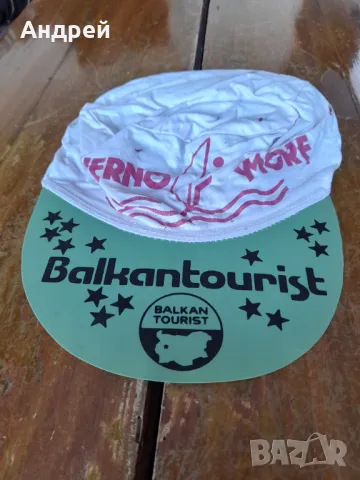 ← Андрей
ERNO MORE
Balkantourist
BALKAN
TOURIST
BAZAR